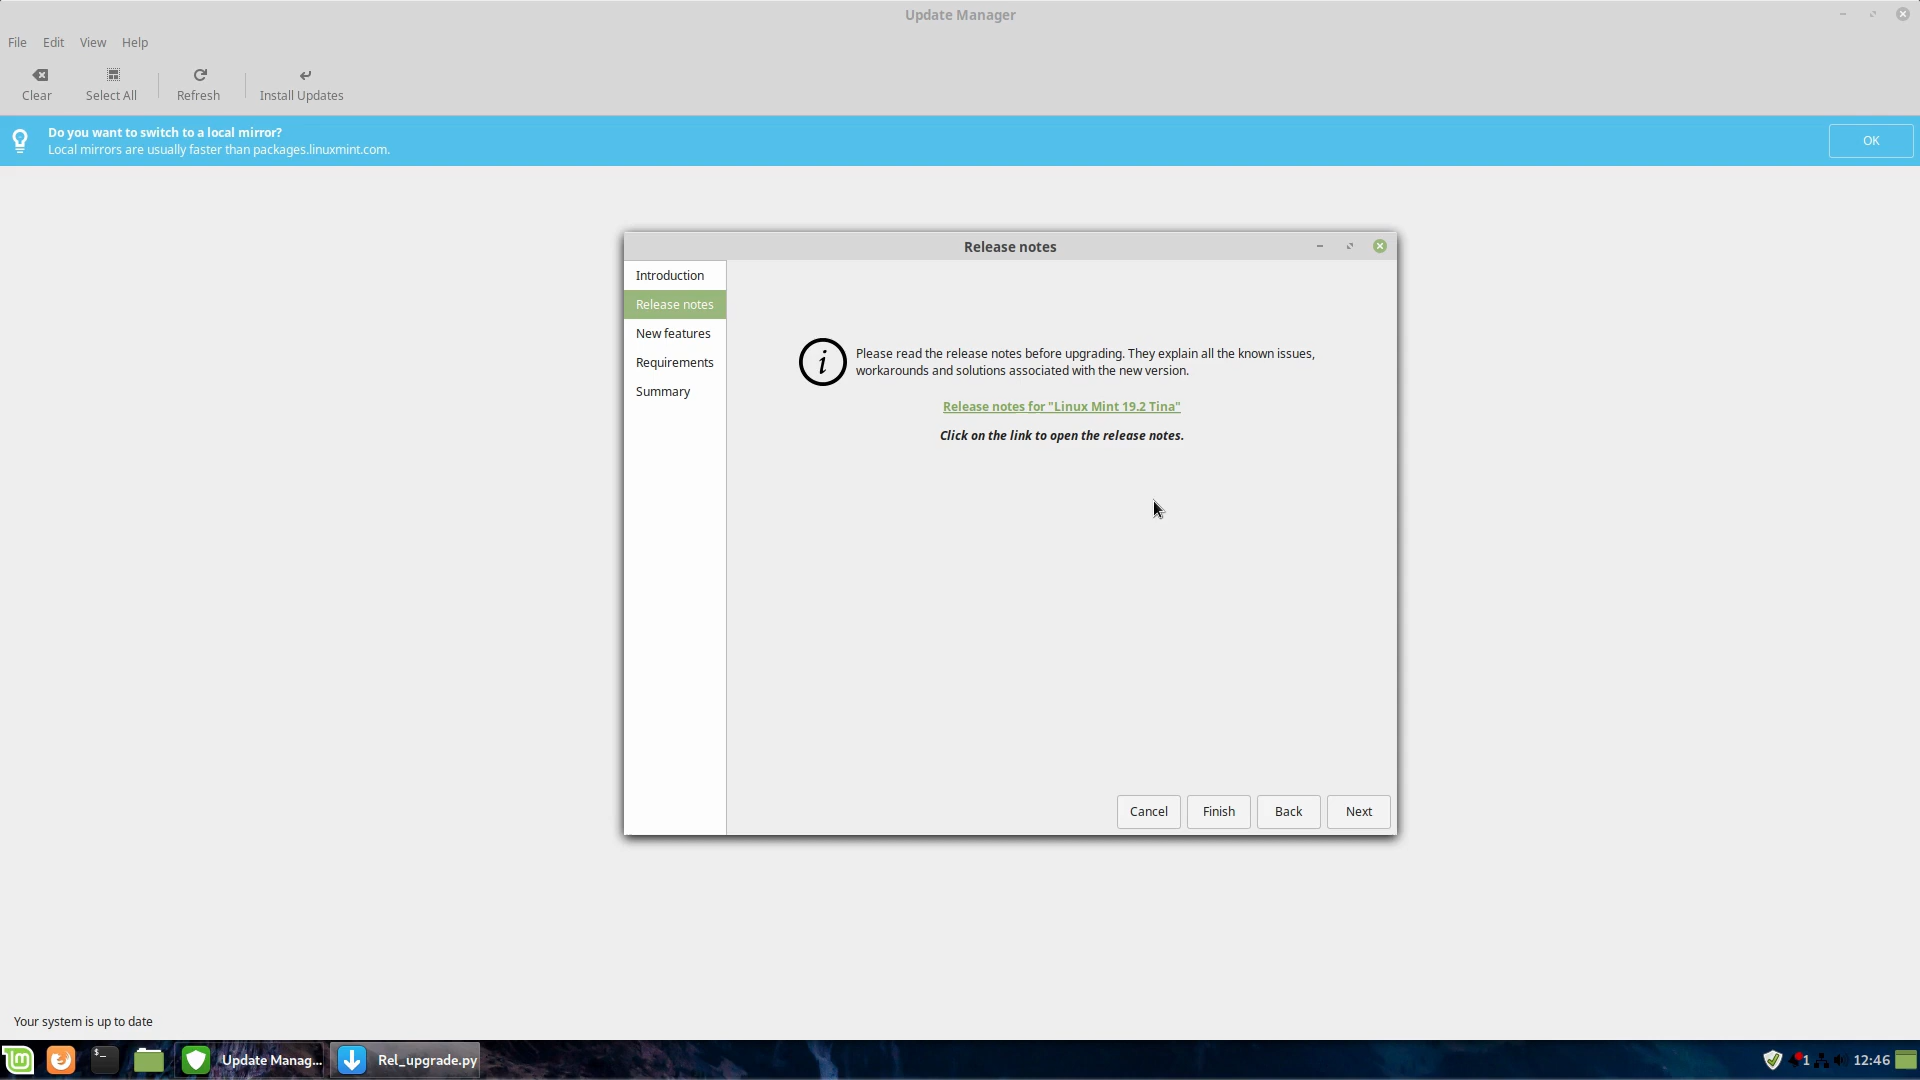 Update Manager
File Edit View Help
Clear Select All Refresh Install Updates
Do you want to switch to a local mirror?
Local mirrors are usually faster than packages.linuxmint.com.
OK
Release notes
Introduction
Release notes
New features
Requirements
Summary
i
Please read the release notes before upgrading. They explain all the known issues,
workarounds and solutions associated with the new version.
Release notes for "Linux Mint 19.2 Tina"
Click on the link to open the release notes.
Cancel Finish Back Next
Your system is up to date
lm >_ Update Manag... Rel_upgrade.py 1 12:46